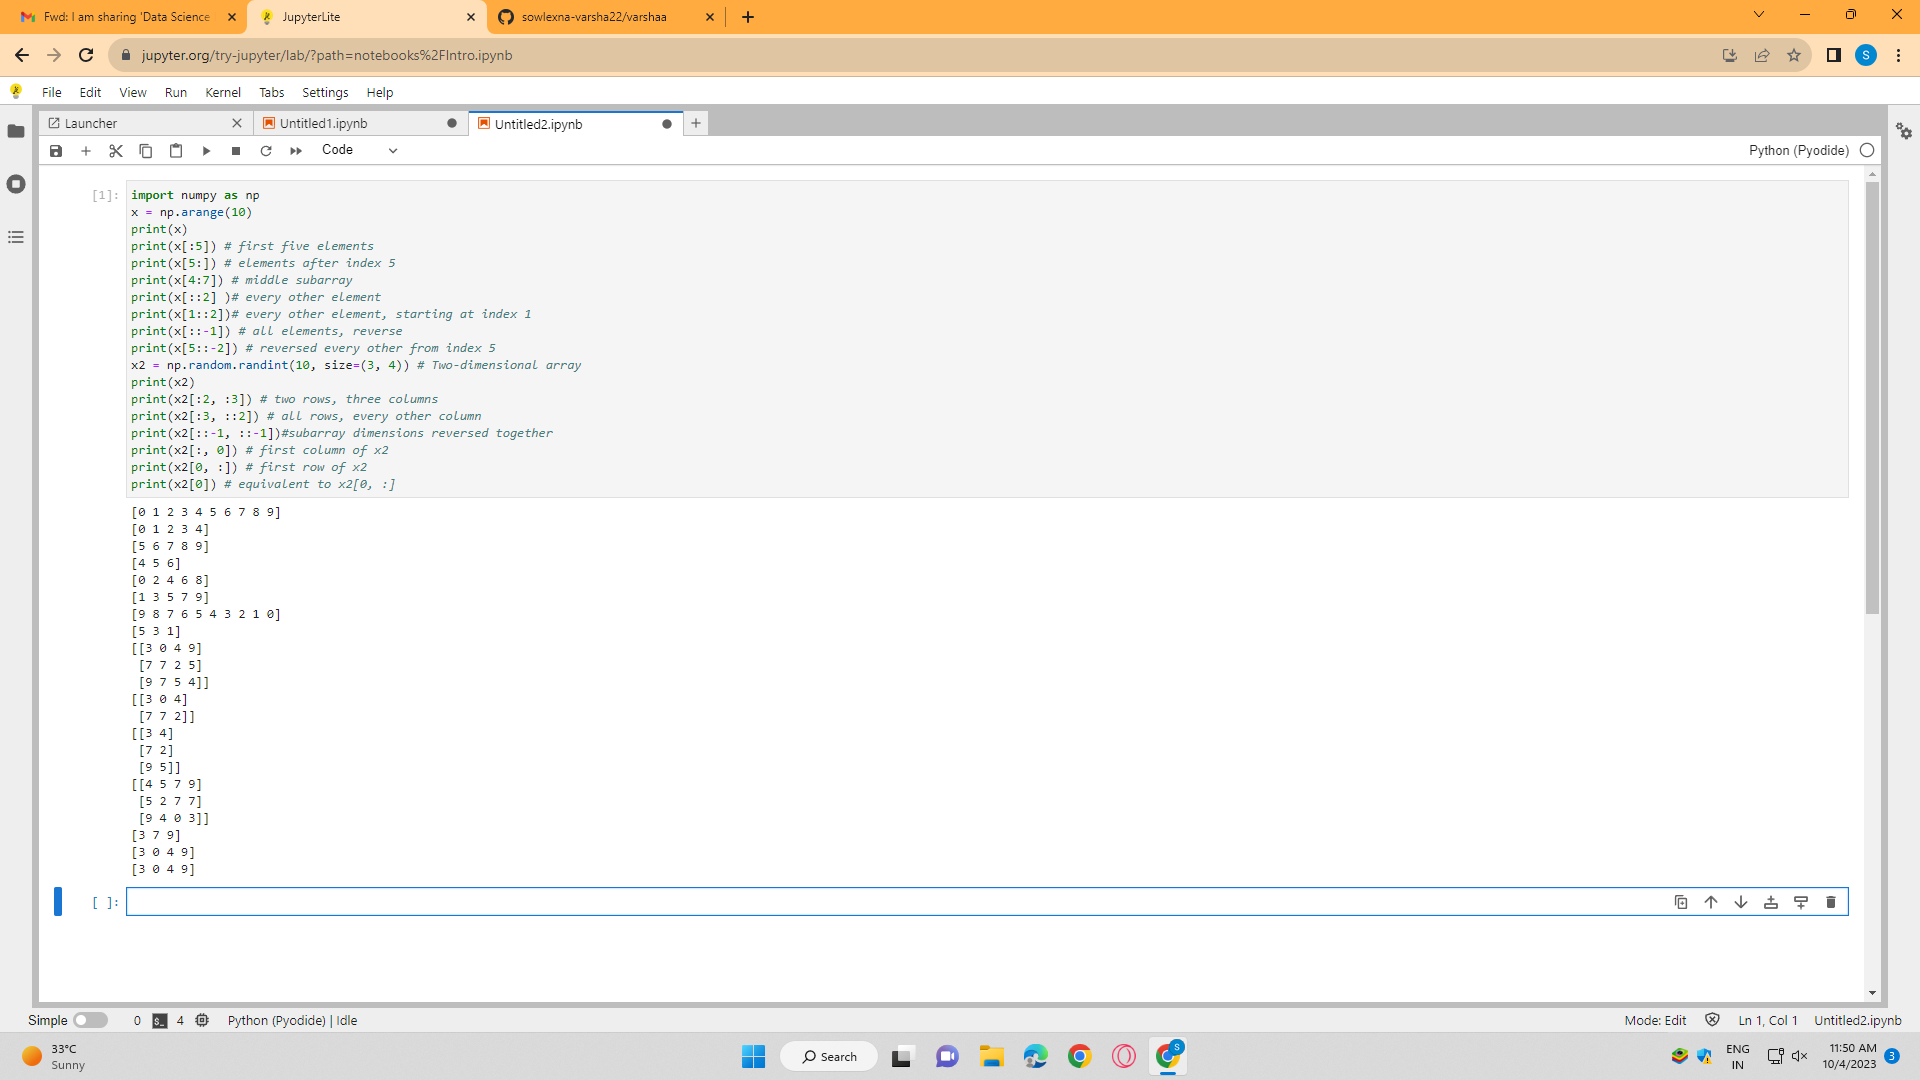 Fwd: I am sharing 'Data Science
JupyterLite
sowlexna-varsha22/varshaa
jupyter.org/try-jupyter/lab/?path=notebooks%2FIntro.ipynb
S
File Edit View Run Kernel Tabs Settings Help
Launcher
Untitled1.ipynb
Untitled2.ipynb
Code
Python (Pyodide)
[1]:
import numpy as np
x = np.arange(10)
print(x)
print(x[:5]) # first five elements
print(x[5:]) # elements after index 5
print(x[4:7]) # middle subarray
print(x[::2] )# every other element
print(x[1::2])# every other element, starting at index 1
print(x[::-1]) # all elements, reverse
print(x[5::-2]) # reversed every other from index 5
x2 = np.random.randint(10, size=(3, 4)) # Two-dimensional array
print(x2)
print(x2[:2, :3]) # two rows, three columns
print(x2[:3, ::2]) # all rows, every other column
print(x2[::-1, ::-1])#subarray dimensions reversed together
print(x2[:, 0]) # first column of x2
print(x2[0, :]) # first row of x2
print(x2[0]) # equivalent to x2[0, :]
[0 1 2 3 4 5 6 7 8 9]
[0 1 2 3 4]
[5 6 7 8 9]
[4 5 6]
[0 2 4 6 8]
[1 3 5 7 9]
[9 8 7 6 5 4 3 2 1 0]
[5 3 1]
[[3 0 4 9]
 [7 7 2 5]
 [9 7 5 4]]
[[3 0 4]
 [7 7 2]]
[[3 4]
 [7 2]
 [9 5]]
[[4 5 7 9]
 [5 2 7 7]
 [9 4 0 3]]
[3 7 9]
[3 0 4 9]
[3 0 4 9]
[ ]:
Simple 0 $_ 4 Python (Pyodide) | Idle
Mode: Edit Ln 1, Col 1 Untitled2.ipynb
33°C
Sunny
Search
S
ENG
IN
11:50 AM
10/4/2023
3